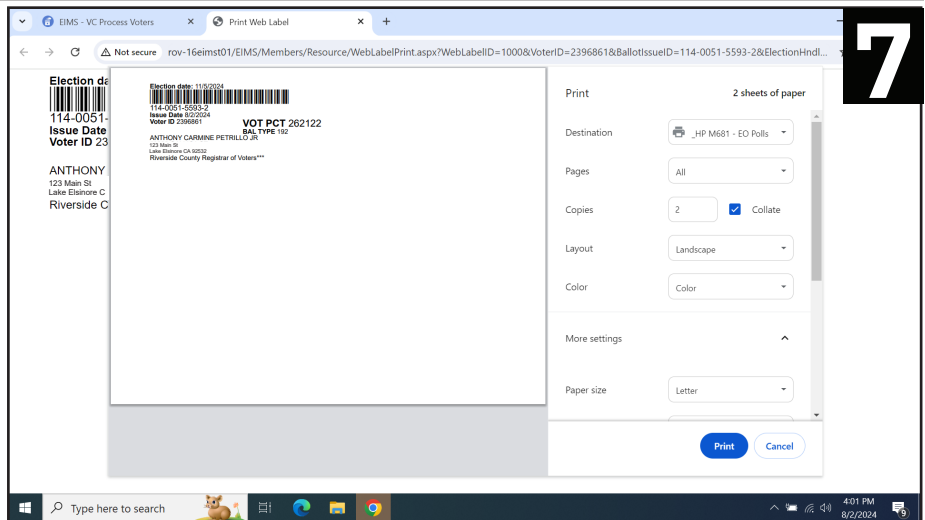 EIMS - VC Process Voters
Print Web Label
7
Not secure rov-16eimst01/EIMS/Members/Resource/WebLabelPrint.aspx?WebLabelID=1000&VoterID=2396861&BallotIssueID=114-0051-5593-2&ElectionHndl...
Election da
114-0051-
Issue Date
Voter ID 23
ANTHONY
123 Main St
Lake Elsinore C
Riverside C
Election date: 11/5/2024
114-0051-5593-2
Issue Date 8/2/2024
Voter ID 2396861
VOT PCT 262122
BAL TYPE 192
ANTHONY CARMINE PETRILLO JR
123 Main St
Lake Elsinore CA 92532
Riverside County Registrar of Voters***
Print 2 sheets of paper
Destination _HP M681 - EO Polls
Pages All
Copies 2 Collate
Layout Landscape
Color Color
More settings
Paper size Letter
Print Cancel
Type here to search
4:01 PM
8/2/2024
9